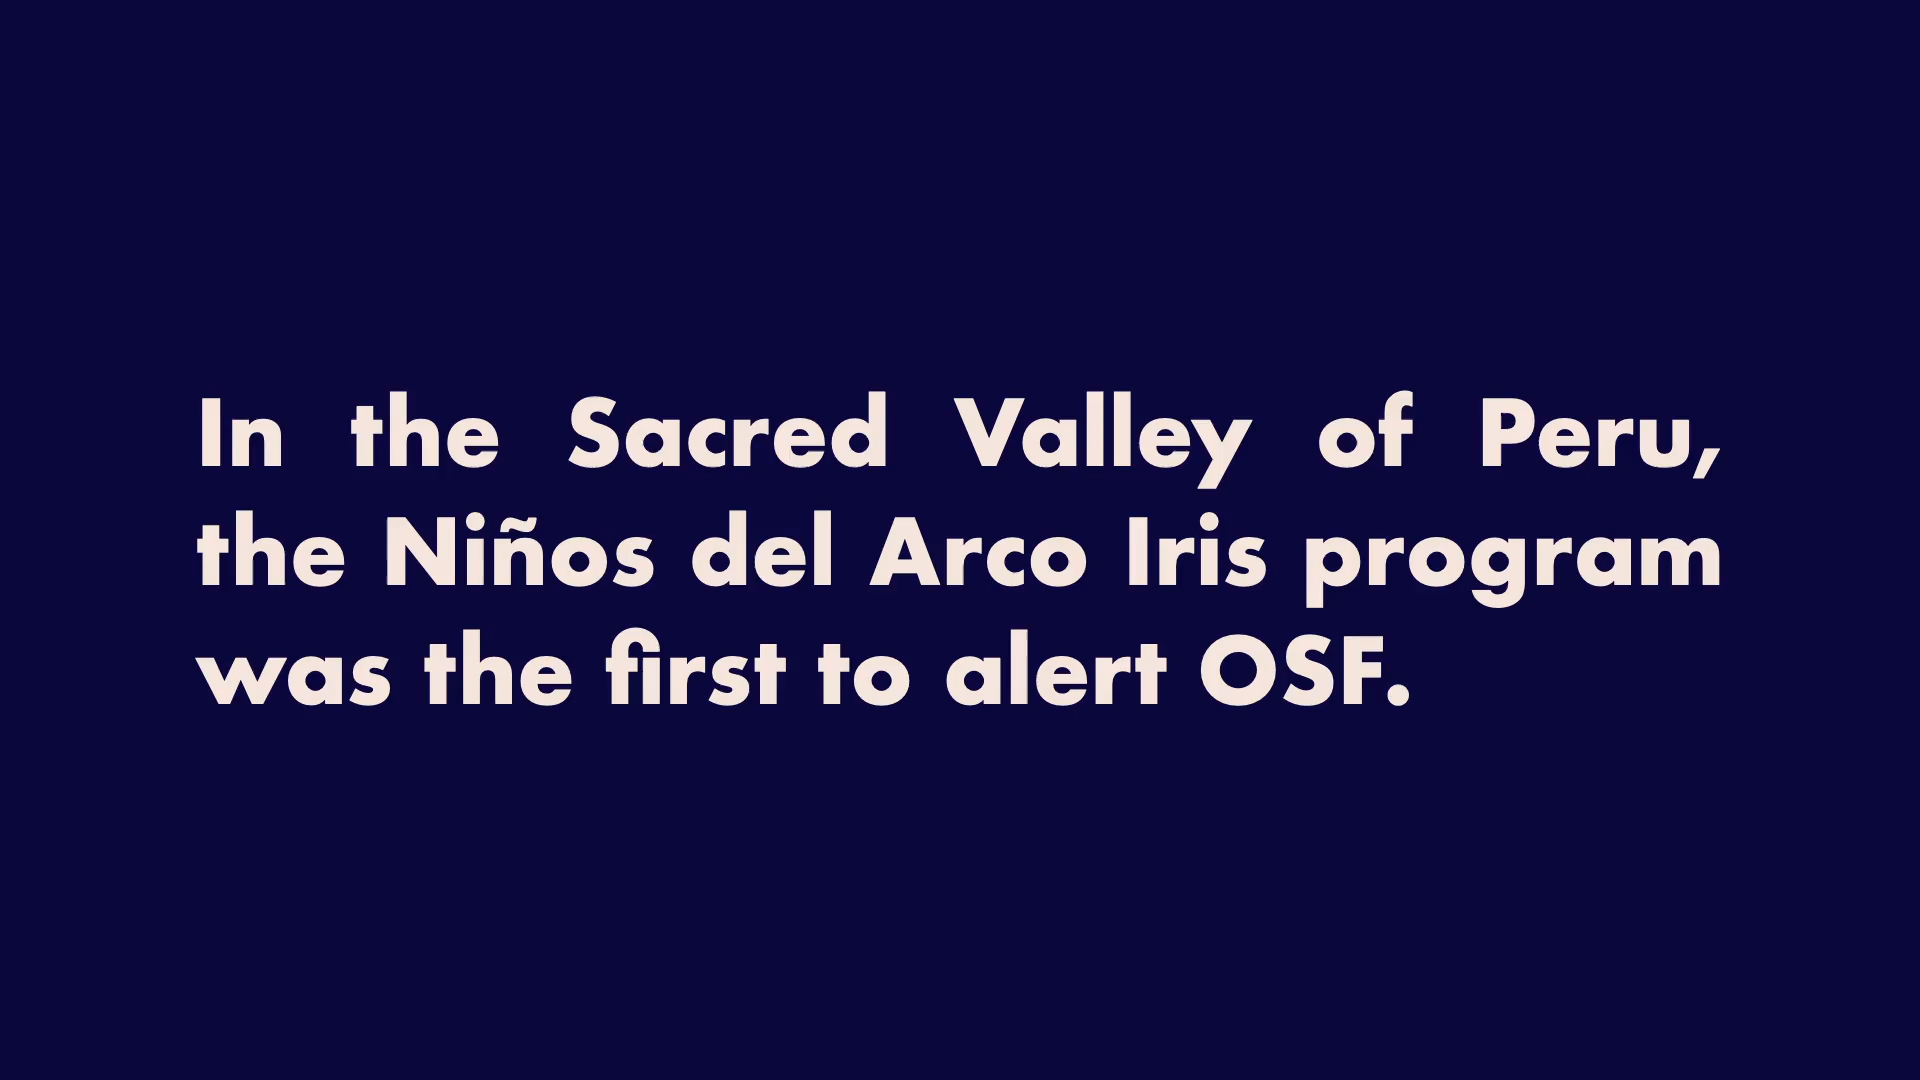 In the Sacred Valley of Peru,
the Niños del Arco Iris program
was the first to alert OSF.